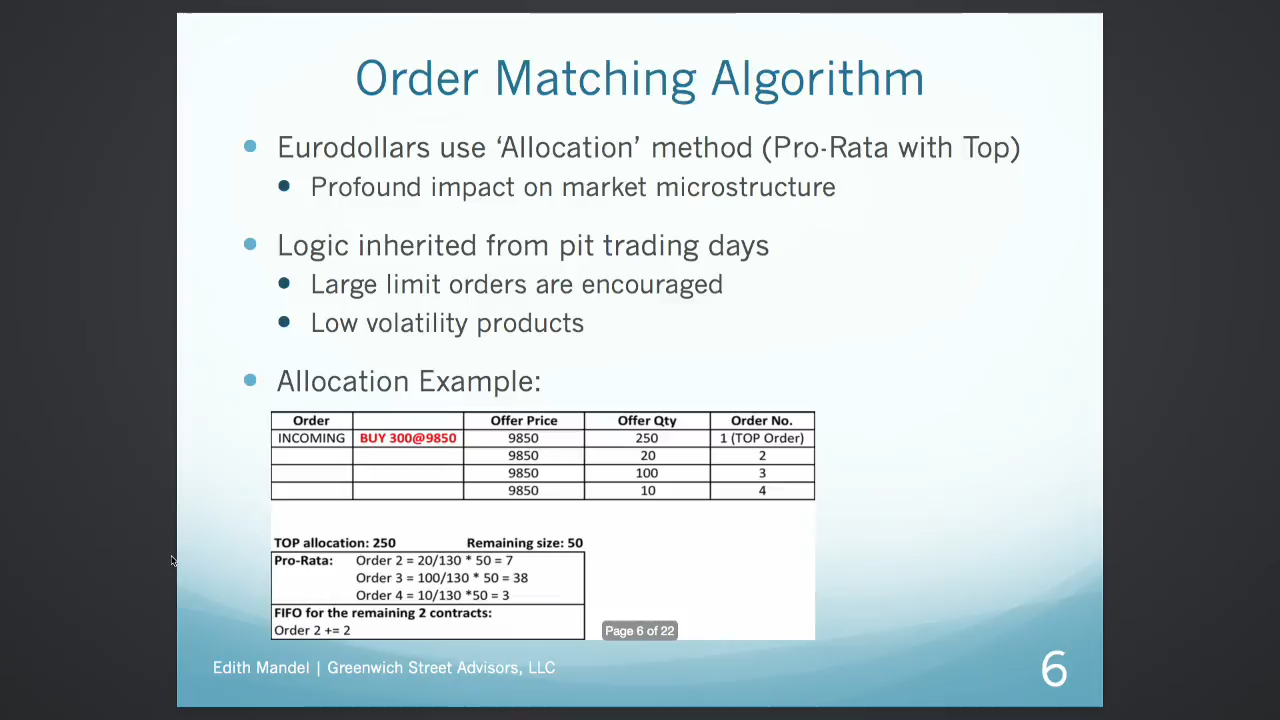 Order Matching Algorithm
Eurodollars use ‘Allocation’ method (Pro-Rata with Top)
Profound impact on market microstructure
Logic inherited from pit trading days
Large limit orders are encouraged
Low volatility products
Allocation Example:
Order Offer Price Offer Qty Order No.
INCOMING BUY 300@9850 9850 250 1 (TOP Order)
9850 20 2
9850 100 3
9850 10 4
TOP allocation: 250 Remaining size: 50
Pro-Rata: Order 2 = 20/130 * 50 = 7
Order 3 = 100/130 * 50 = 38
Order 4 = 10/130 *50 = 3
FIFO for the remaining 2 contracts:
Order 2 += 2
Page 6 of 22
Edith Mandel | Greenwich Street Advisors, LLC
6